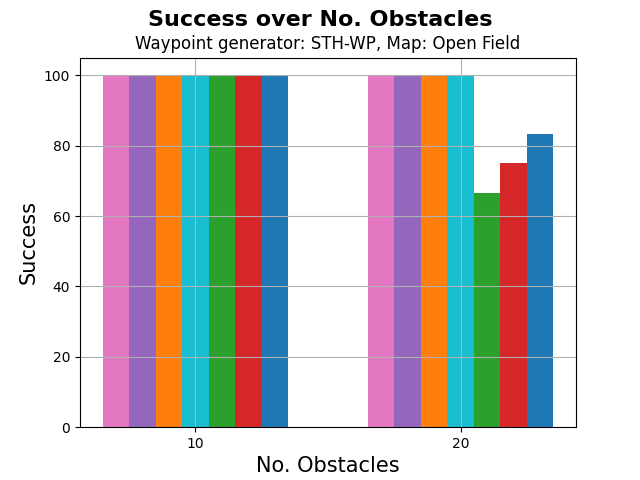 Success over No. Obstacles
Waypoint generator: STH-WP, Map: Open Field
100
80
60
40
20
0
Success
10
20
No. Obstacles